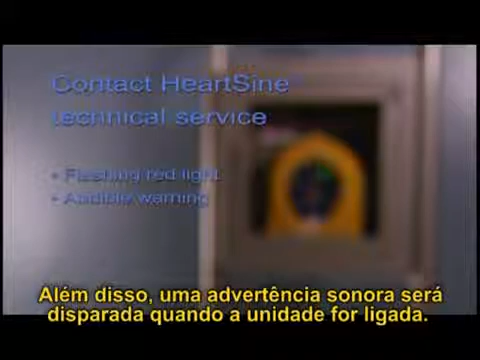 Contact HeartSine
technical service
- Flashing red light
- Audible warning
Além disso, uma advertência sonora será
disparada quando a unidade for ligada.